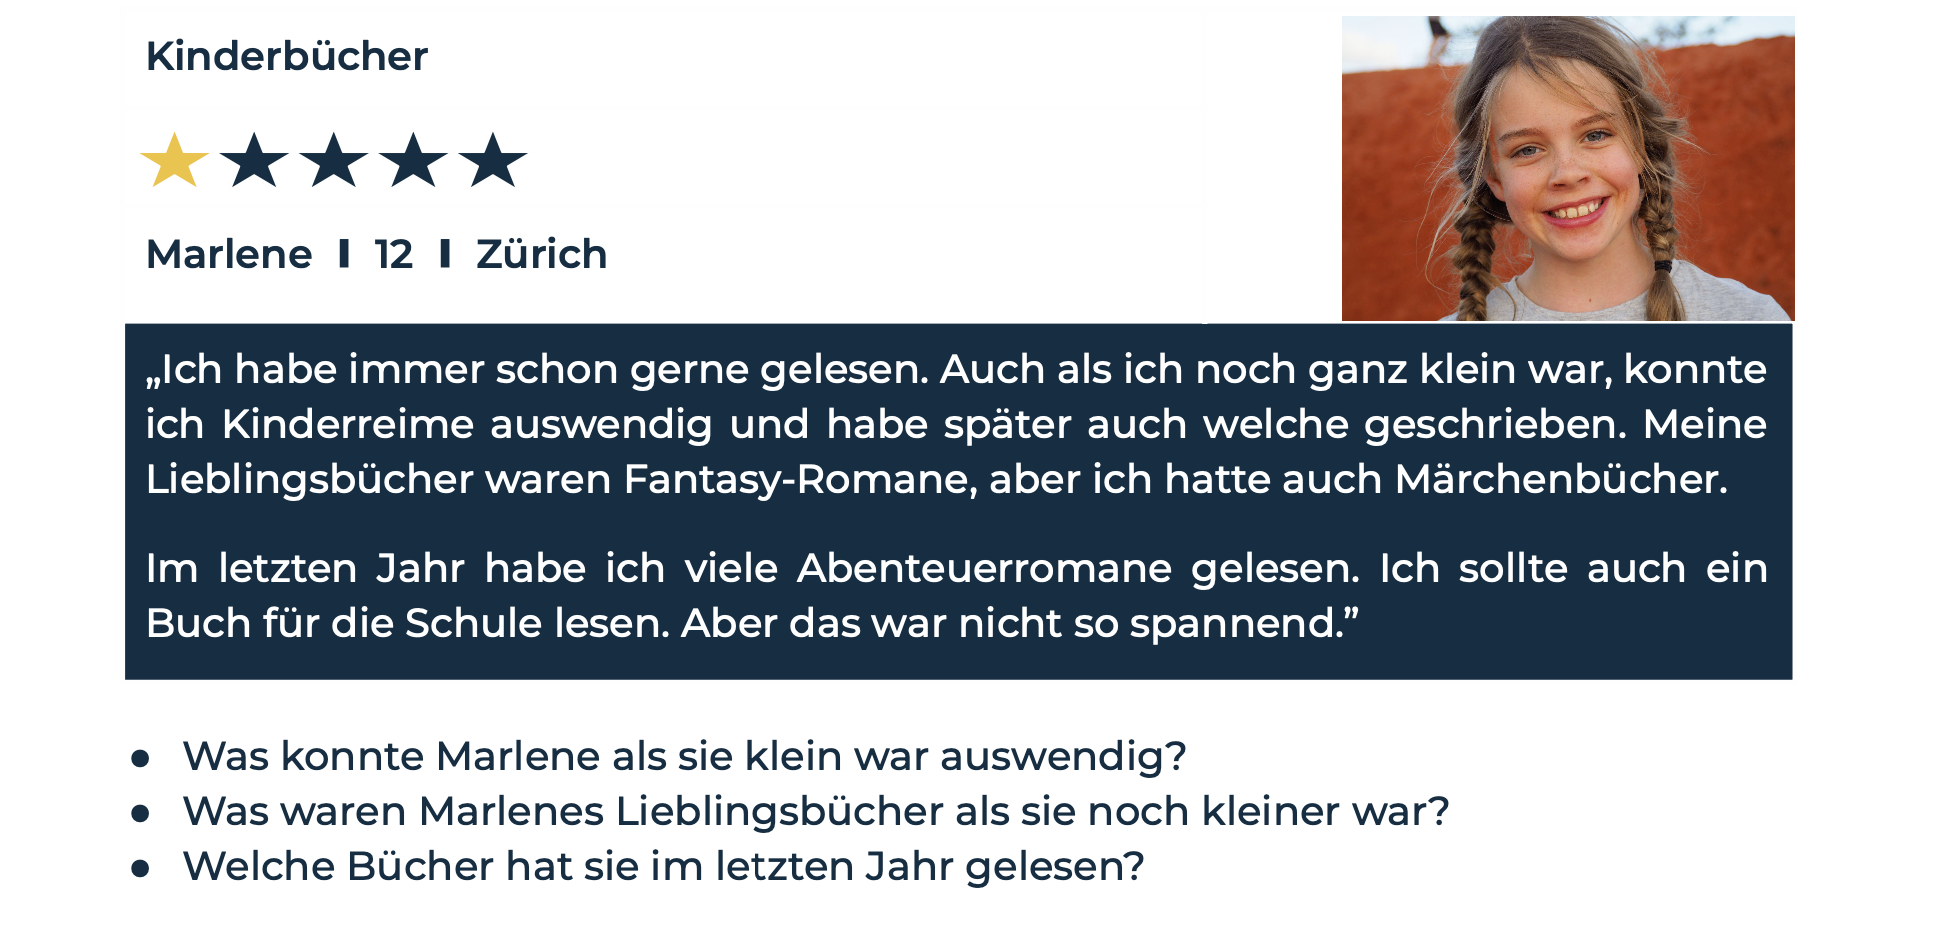 Kinderbücher
Marlene I 12 I Zürich
„Ich habe immer schon gerne gelesen. Auch als ich noch ganz klein war, konnte
ich Kinderreime auswendig und habe später auch welche geschrieben. Meine
Lieblingsbücher waren Fantasy-Romane, aber ich hatte auch Märchenbücher.
Im letzten Jahr habe ich viele Abenteuerromane gelesen. Ich sollte auch ein
Buch für die Schule lesen. Aber das war nicht so spannend.”
● Was konnte Marlene als sie klein war auswendig?
● Was waren Marlenes Lieblingsbücher als sie noch kleiner war?
● Welche Bücher hat sie im letzten Jahr gelesen?